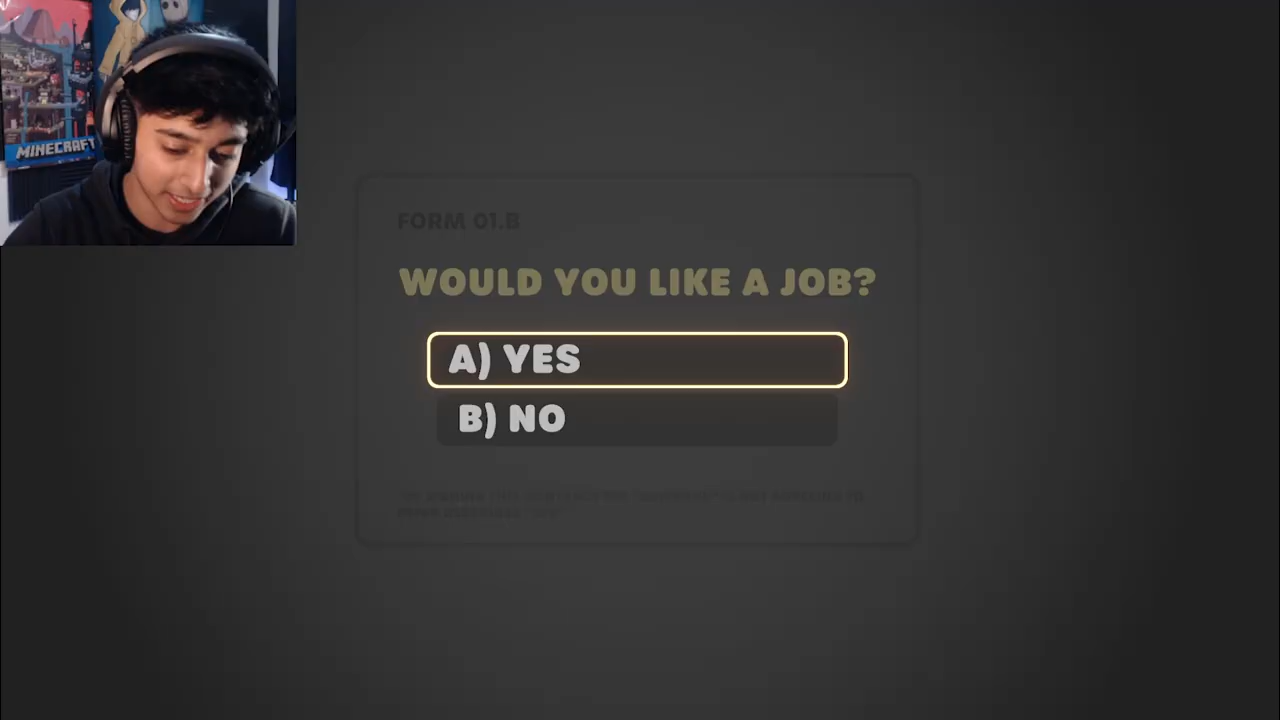 MINECRAFT
FORM 01.B
WOULD YOU LIKE A JOB?
A) YES
B) NO